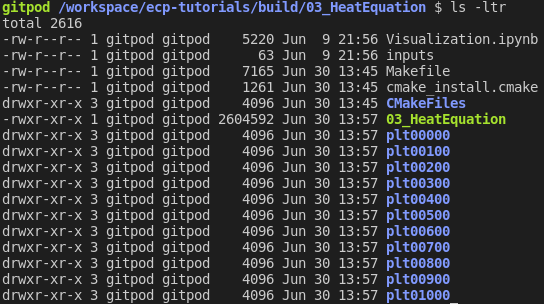 gitpod /workspace/ecp-tutorials/build/03_HeatEquation $ ls -ltr
total 2616
-rw-r--r-- 1 gitpod gitpod    5220 Jun  9 21:56 Visualization.ipynb
-rw-r--r-- 1 gitpod gitpod      63 Jun  9 21:56 inputs
-rw-r--r-- 1 gitpod gitpod    7165 Jun 30 13:45 Makefile
-rw-r--r-- 1 gitpod gitpod    1261 Jun 30 13:45 cmake_install.cmake
drwxr-xr-x 3 gitpod gitpod    4096 Jun 30 13:45 CMakeFiles
-rwxr-xr-x 1 gitpod gitpod 2604592 Jun 30 13:57 03_HeatEquation
drwxr-xr-x 3 gitpod gitpod    4096 Jun 30 13:57 plt00000
drwxr-xr-x 3 gitpod gitpod    4096 Jun 30 13:57 plt00100
drwxr-xr-x 3 gitpod gitpod    4096 Jun 30 13:57 plt00200
drwxr-xr-x 3 gitpod gitpod    4096 Jun 30 13:57 plt00300
drwxr-xr-x 3 gitpod gitpod    4096 Jun 30 13:57 plt00400
drwxr-xr-x 3 gitpod gitpod    4096 Jun 30 13:57 plt00500
drwxr-xr-x 3 gitpod gitpod    4096 Jun 30 13:57 plt00600
drwxr-xr-x 3 gitpod gitpod    4096 Jun 30 13:57 plt00700
drwxr-xr-x 3 gitpod gitpod    4096 Jun 30 13:57 plt00800
drwxr-xr-x 3 gitpod gitpod    4096 Jun 30 13:57 plt00900
drwxr-xr-x 3 gitpod gitpod    4096 Jun 30 13:57 plt01000